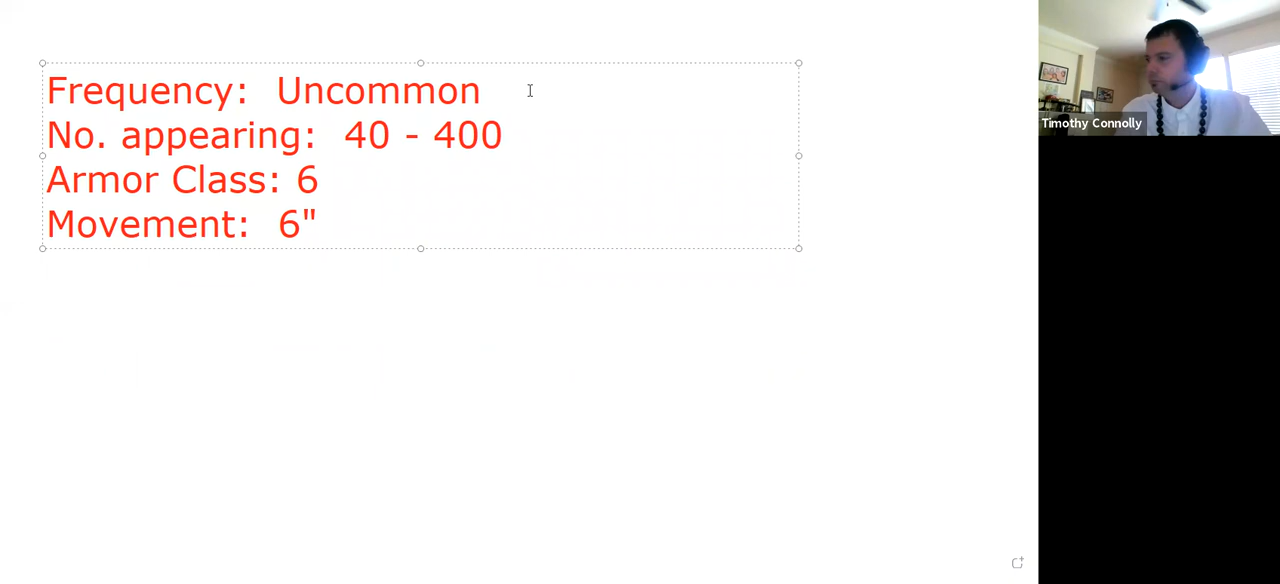 Frequency:  Uncommon
No. appearing:  40 - 400
Armor Class: 6
Movement:  6"
Timothy Connolly